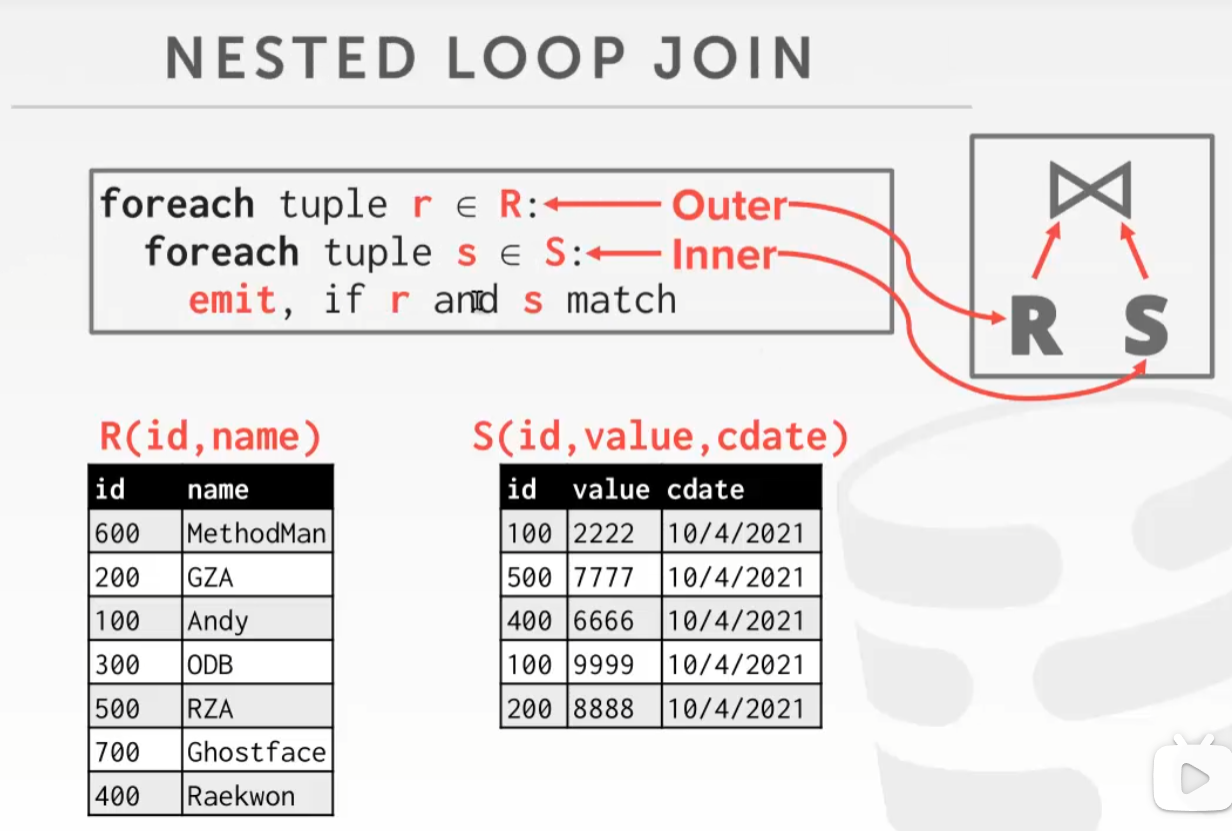 NESTED LOOP JOIN
foreach tuple r ∈ R: Outer
foreach tuple s ∈ S: Inner
emit, if r and s match
⋈
R S
R(id,name)
id name
600 MethodMan
200 GZA
100 Andy
300 ODB
500 RZA
700 Ghostface
400 Raekwon
S(id,value,cdate)
id value cdate
100 2222 10/4/2021
500 7777 10/4/2021
400 6666 10/4/2021
100 9999 10/4/2021
200 8888 10/4/2021